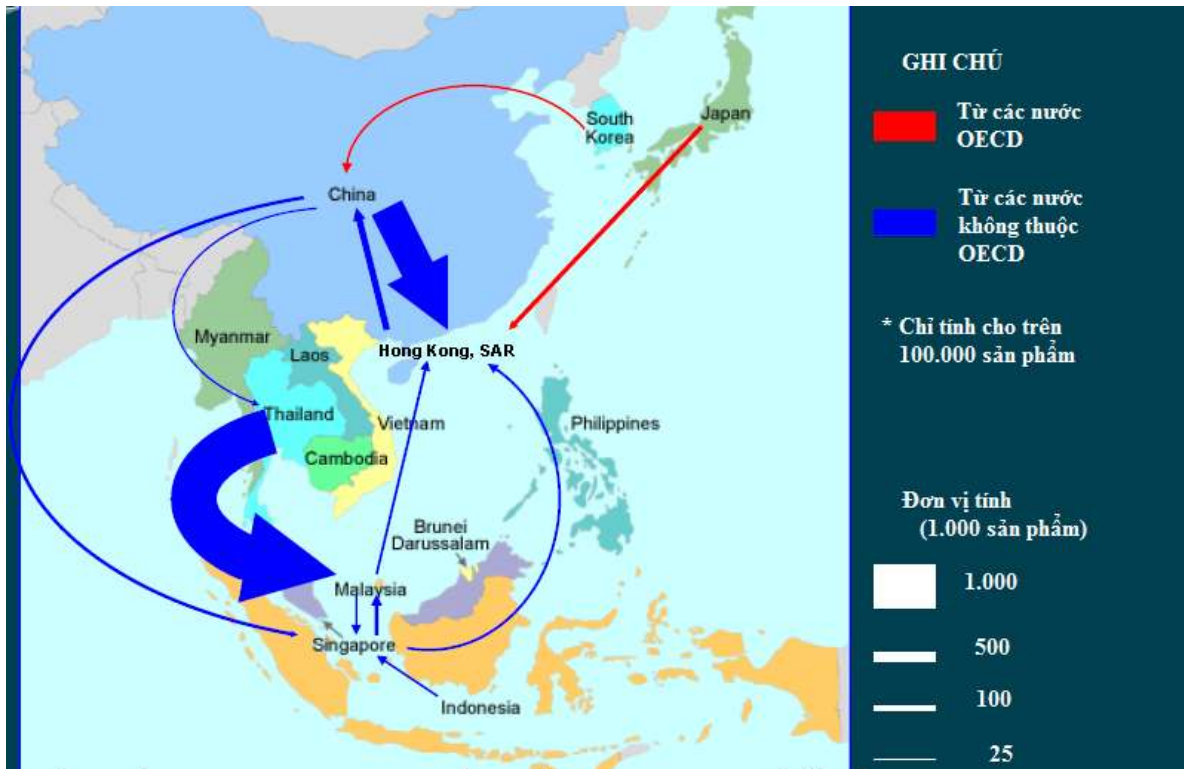 South
Korea
Japan
China
Myanmar
Laos
Hong Kong, SAR
Thailand
Vietnam
Philippines
Cambodia
Brunei
Darussalam
Malaysia
Singapore
Indonesia
GHI CHÚ
Từ các nước
OECD
Từ các nước
không thuộc
OECD
* Chỉ tính cho trên
100.000 sản phẩm
Đơn vị tính
(1.000 sản phẩm)
1.000
500
100
25